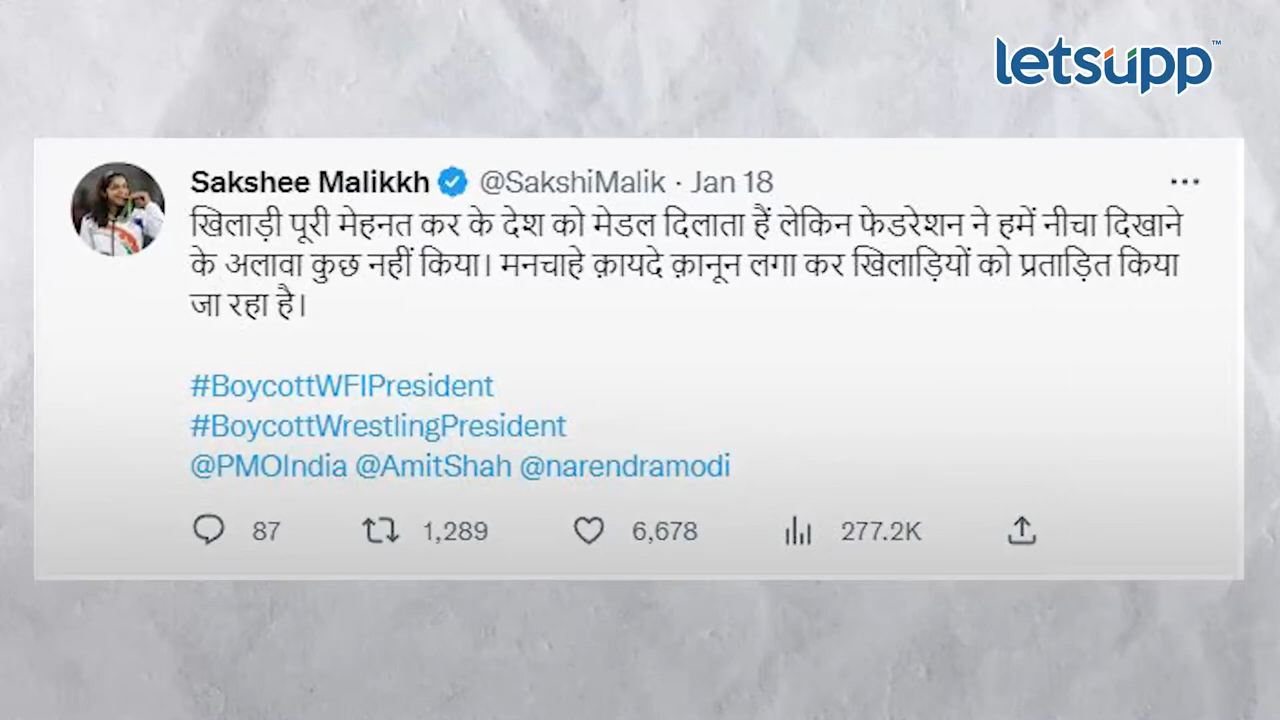 letsupp™
Sakshee Malikkh @SakshiMalik · Jan 18
खिलाड़ी पूरी मेहनत कर के देश को मेडल दिलाता हैं लेकिन फेडरेशन ने हमें नीचा दिखाने
के अलावा कुछ नहीं किया। मनचाहे क़ायदे क़ानून लगा कर खिलाड़ियों को प्रताड़ित किया
जा रहा है।
#BoycottWFIPresident
#BoycottWrestlingPresident
@PMOIndia @AmitShah @narendramodi
87 1,289 6,678 277.2K